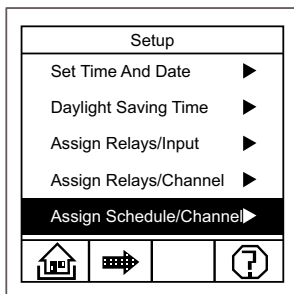 Setup
Set Time And Date
Daylight Saving Time
Assign Relays/Input
Assign Relays/Channel
Assign Schedule/Channel
?